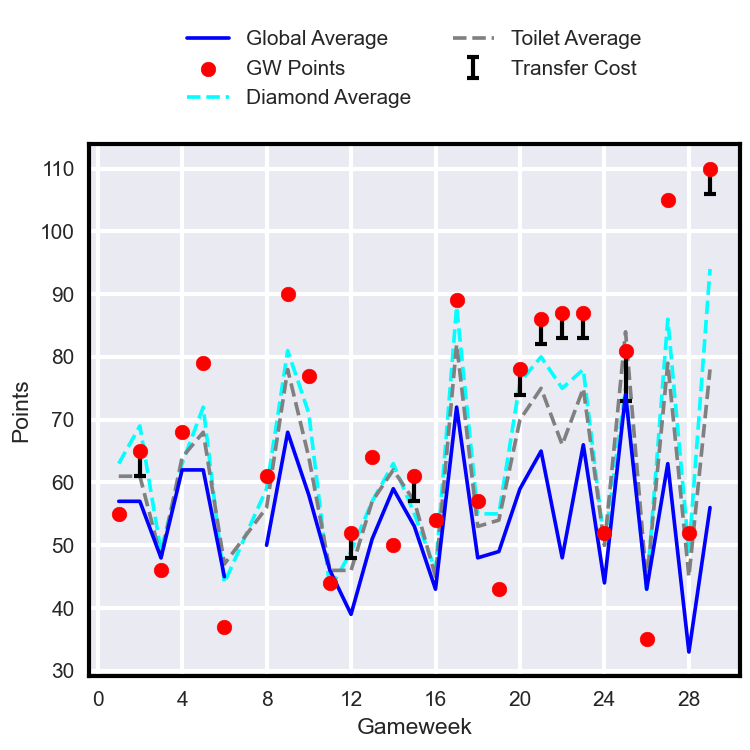 Global Average
GW Points
Diamond Average
Toilet Average
Transfer Cost
110
100
90
80
70
60
50
40
30
Points
0 4 8 12 16 20 24 28
Gameweek